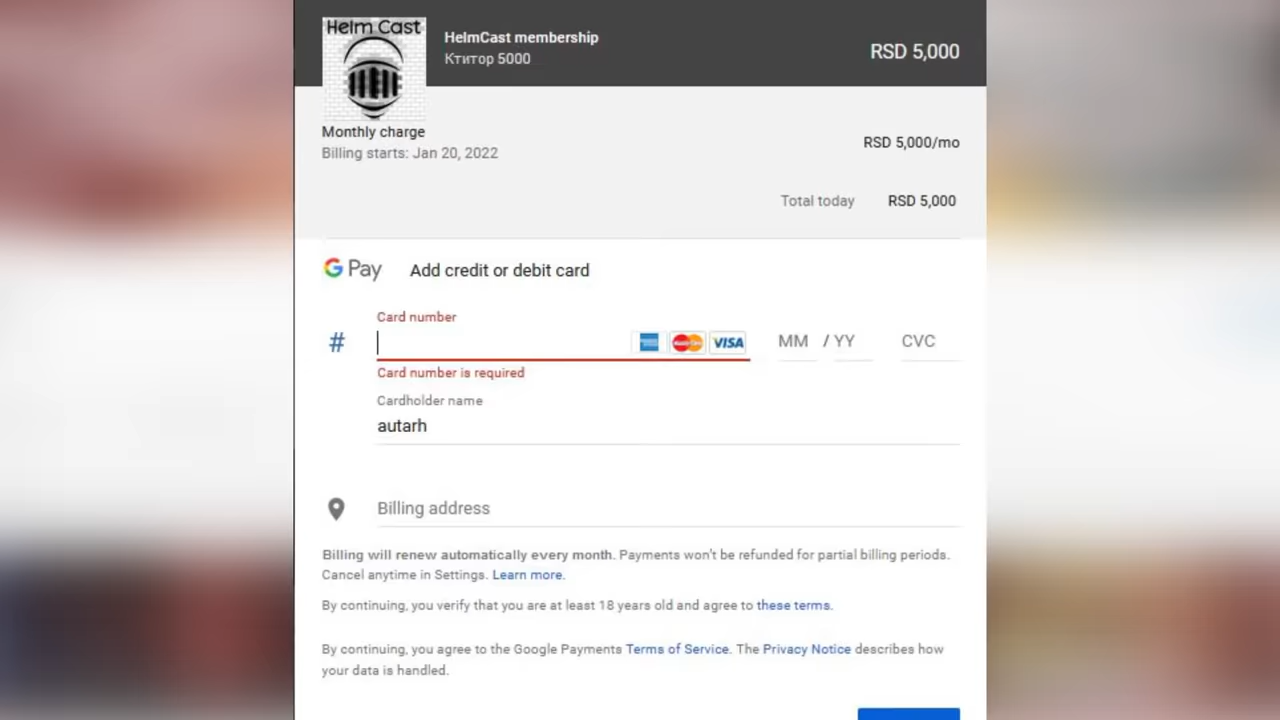 Helm Cast
HelmCast membership
Ктитор 5000
RSD 5,000
Monthly charge
Billing starts: Jan 20, 2022
RSD 5,000/mo
Total today RSD 5,000
G Pay Add credit or debit card
Card number
# VISA MM / YY CVC
Card number is required
Cardholder name
autarh
Billing address
Billing will renew automatically every month. Payments won't be refunded for partial billing periods.
Cancel anytime in Settings. Learn more.
By continuing, you verify that you are at least 18 years old and agree to these terms.
By continuing, you agree to the Google Payments Terms of Service. The Privacy Notice describes how
your data is handled.